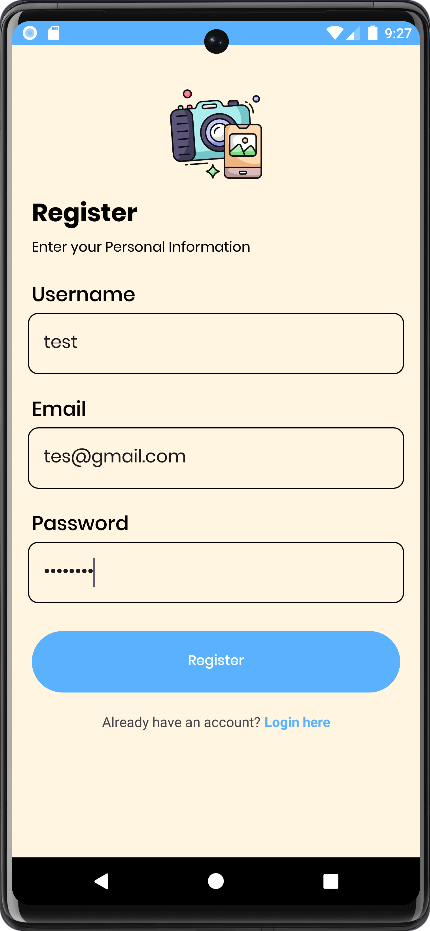 9:27
Register
Enter your Personal Information
Username
test
Email
tes@gmail.com
Password
••••••••
Register
Already have an account? Login here